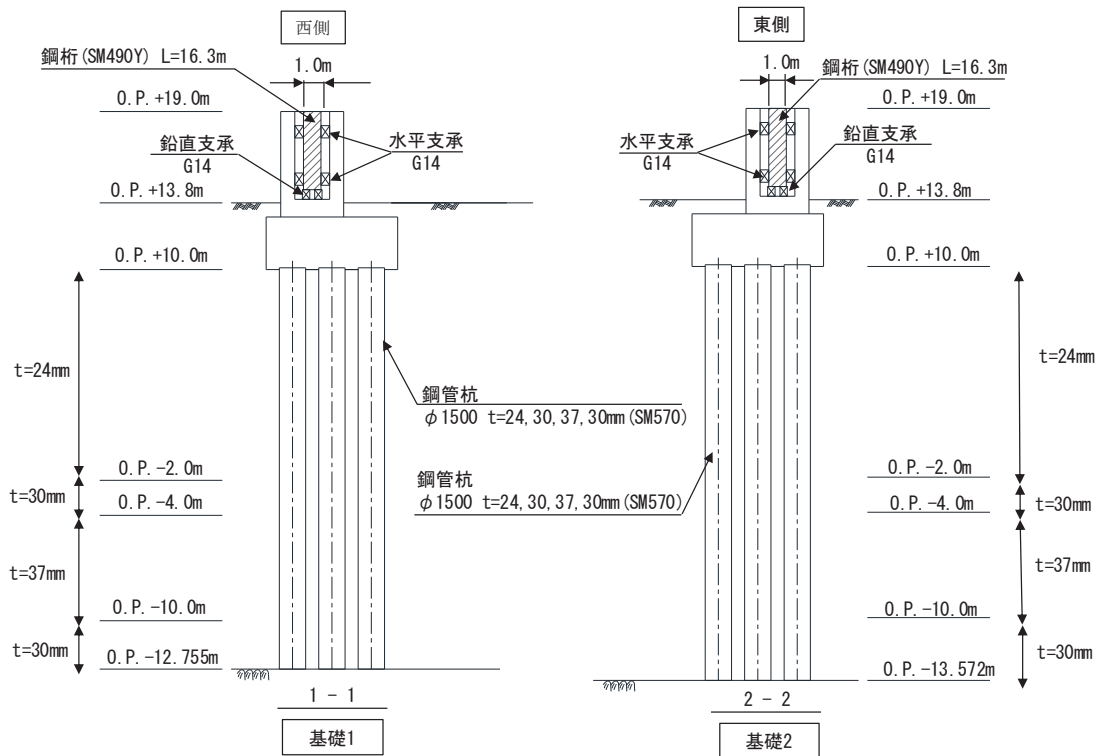 西側
鋼桁(SM490Y) L=16.3m
1.0m
O.P.+19.0m
鉛直支承
G14
水平支承
G14
O.P.+13.8m
O.P.+10.0m
t=24mm
鋼管杭
φ1500 t=24,30,37,30mm(SM570)
O.P.-2.0m
t=30mm
O.P.-4.0m
t=37mm
O.P.-10.0m
t=30mm
O.P.-12.755m
1-1
基礎1
東側
1.0m
鋼桁(SM490Y) L=16.3m
O.P.+19.0m
水平支承
G14
鉛直支承
G14
O.P.+13.8m
O.P.+10.0m
t=24mm
鋼管杭
φ1500 t=24,30,37,30mm(SM570)
O.P.-2.0m
t=30mm
O.P.-4.0m
t=37mm
O.P.-10.0m
t=30mm
O.P.-13.572m
2-2
基礎2